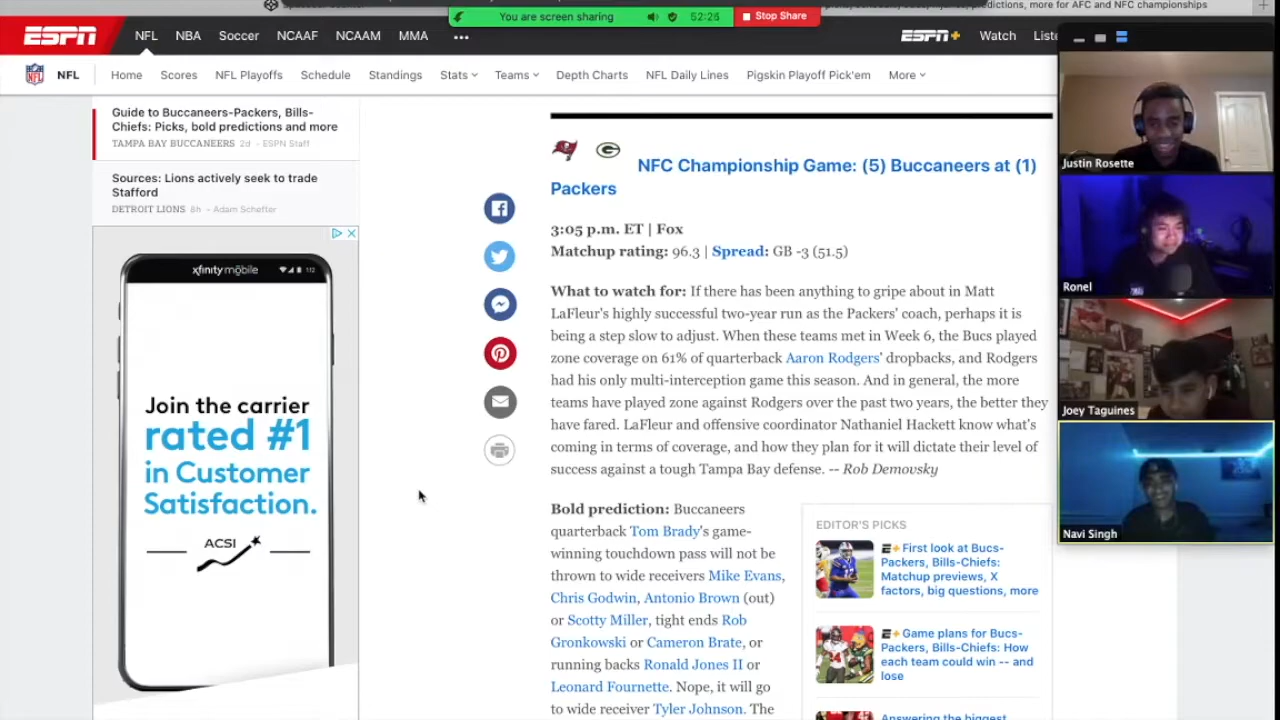 predictions, more for AFC and NFC championships
You are screen sharing
52:26
Stop Share
ESPN
NFL
NBA
Soccer
NCAAF
NCAAM
MMA
ESPN+
Watch
NFL
Home
Scores
NFL Playoffs
Schedule
Standings
Stats
Teams
Depth Charts
NFL Daily Lines
Pigskin Playoff Pick'em
More
Guide to Buccaneers-Packers, Bills-
Chiefs: Picks, bold predictions and more
TAMPA BAY BUCCANEERS 2d - ESPN Staff
Sources: Lions actively seek to trade
Stafford
DETROIT LIONS 8h - Adam Schefter
xfinity mobile
1:12
Join the carrier
rated #1
in Customer
Satisfaction.
ACSI
NFC Championship Game: (5) Buccaneers at (1)
Packers
3:05 p.m. ET | Fox
Matchup rating: 96.3 | Spread: GB -3 (51.5)
What to watch for: If there has been anything to gripe about in Matt
LaFleur's highly successful two-year run as the Packers' coach, perhaps it is
being a step slow to adjust. When these teams met in Week 6, the Bucs played
zone coverage on 61% of quarterback Aaron Rodgers' dropbacks, and Rodgers
had his only multi-interception game this season. And in general, the more
teams have played zone against Rodgers over the past two years, the better they
have fared. LaFleur and offensive coordinator Nathaniel Hackett know what's
coming in terms of coverage, and how they plan for it will dictate their level of
success against a tough Tampa Bay defense. -- Rob Demovsky
Bold prediction: Buccaneers
quarterback Tom Brady's game-
winning touchdown pass will not be
thrown to wide receivers Mike Evans,
Chris Godwin, Antonio Brown (out)
or Scotty Miller, tight ends Rob
Gronkowski or Cameron Brate, or
running backs Ronald Jones II or
Leonard Fournette. Nope, it will go
to wide receiver Tyler Johnson. The
EDITOR'S PICKS
E+ First look at Bucs-
Packers, Bills-Chiefs:
Matchup previews, X
factors, big questions, more
E+ Game plans for Bucs-
Packers, Bills-Chiefs: How
each team could win -- and
lose
Answering the biggest
Justin Rosette
Ronel
Joey Taguines
Navi Singh